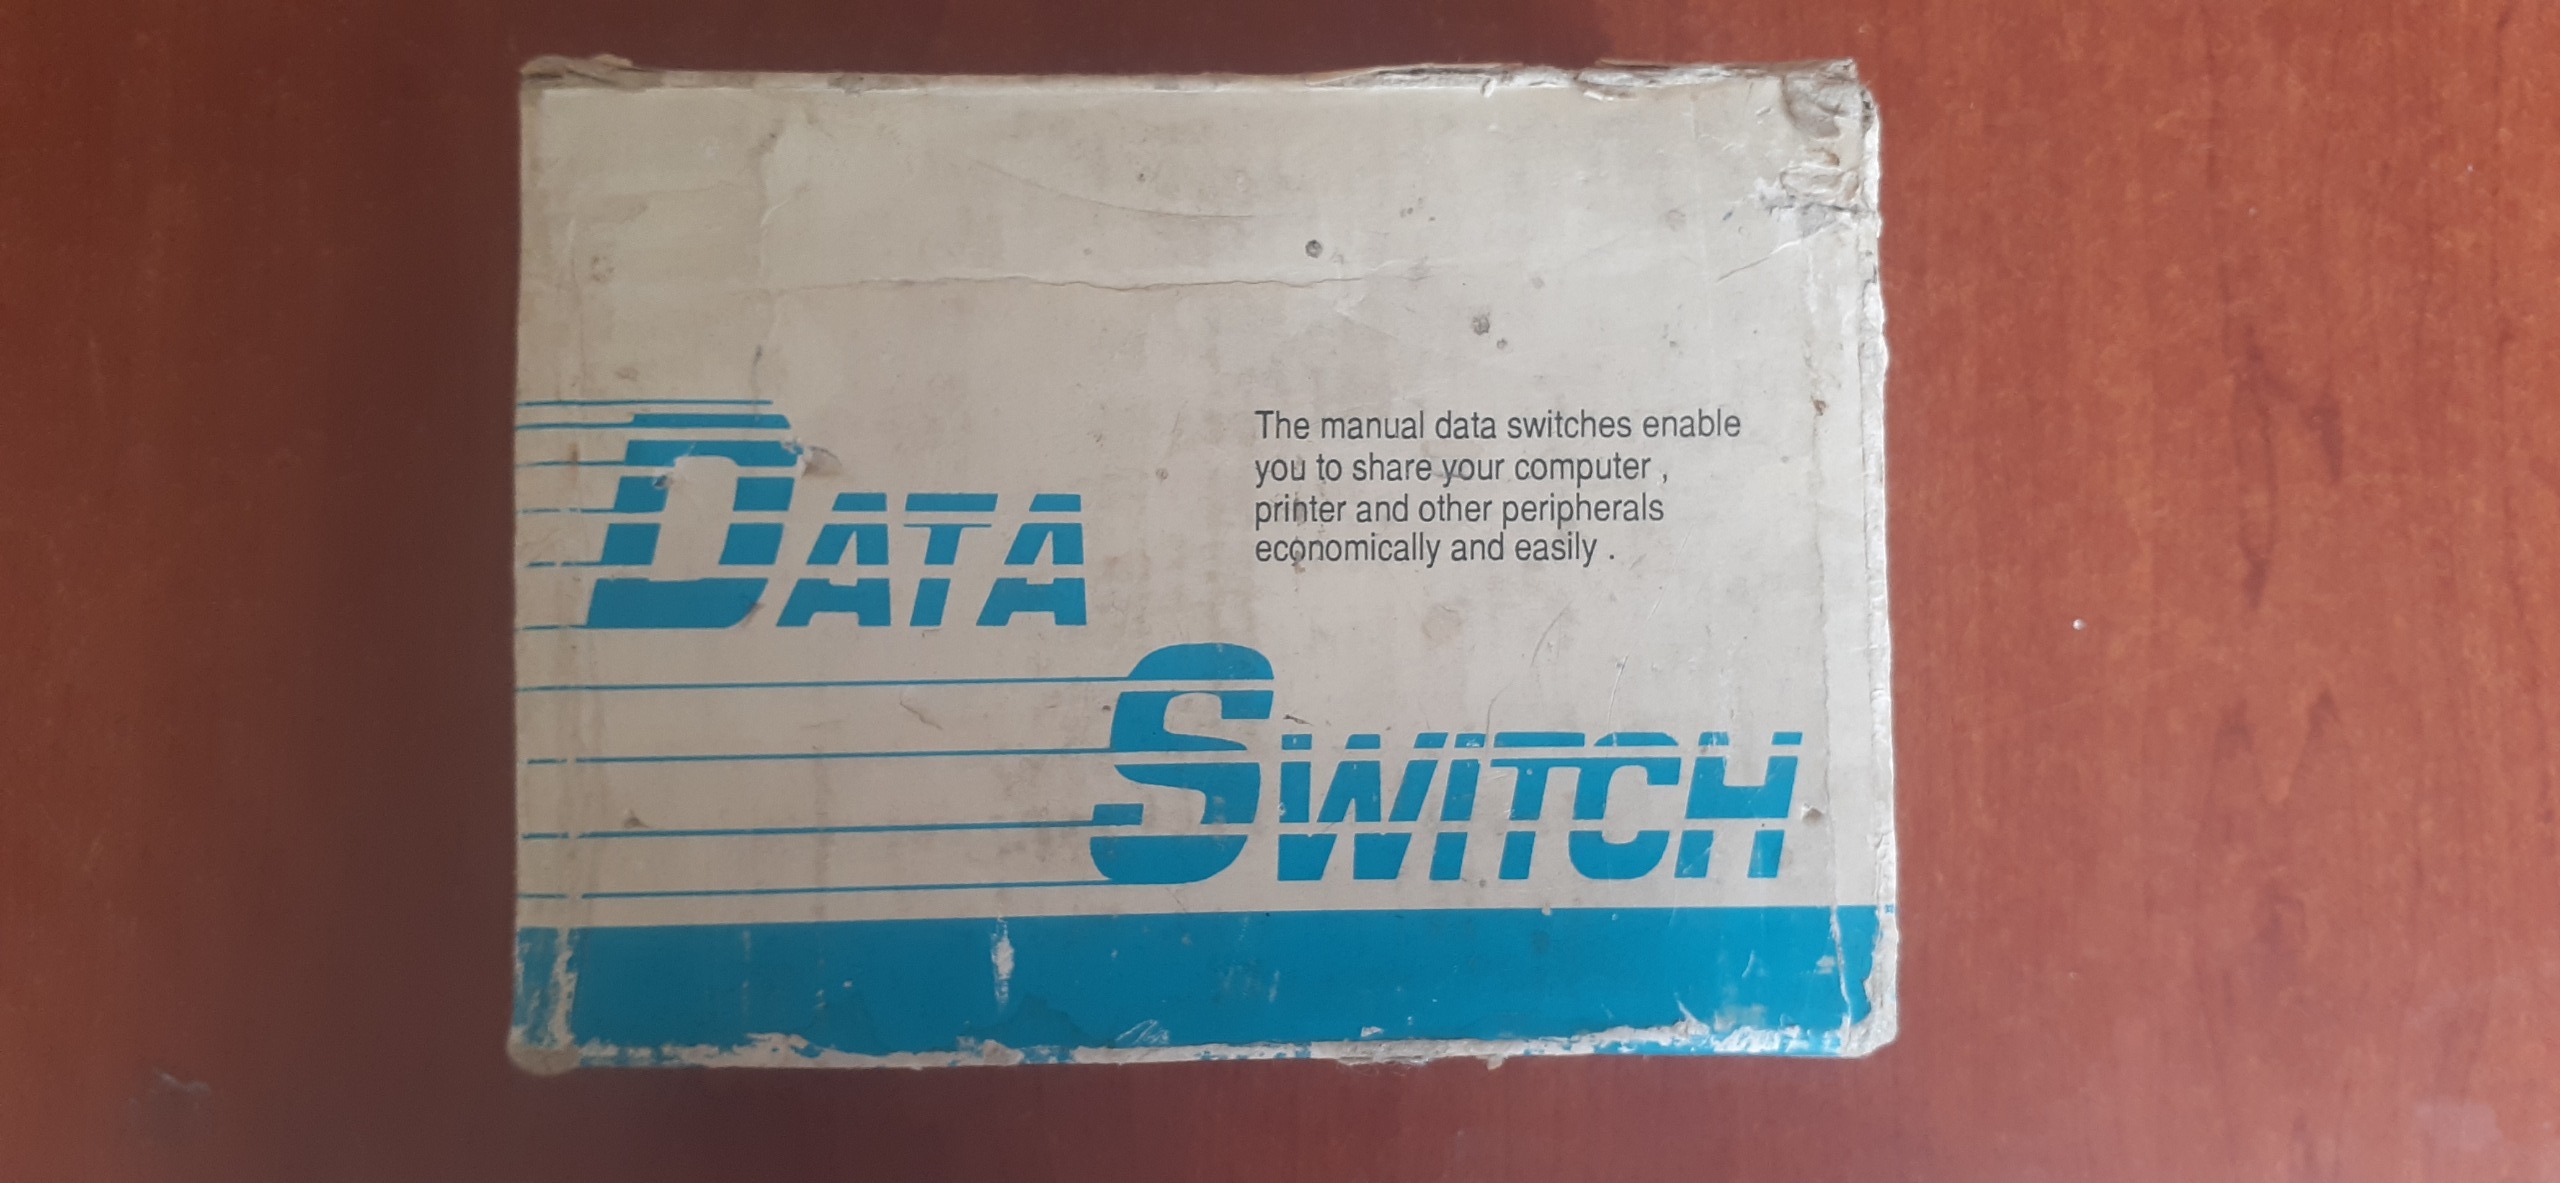 DATA
SWITCH
The manual data switches enable
you to share your computer ,
printer and other peripherals
economically and easily .